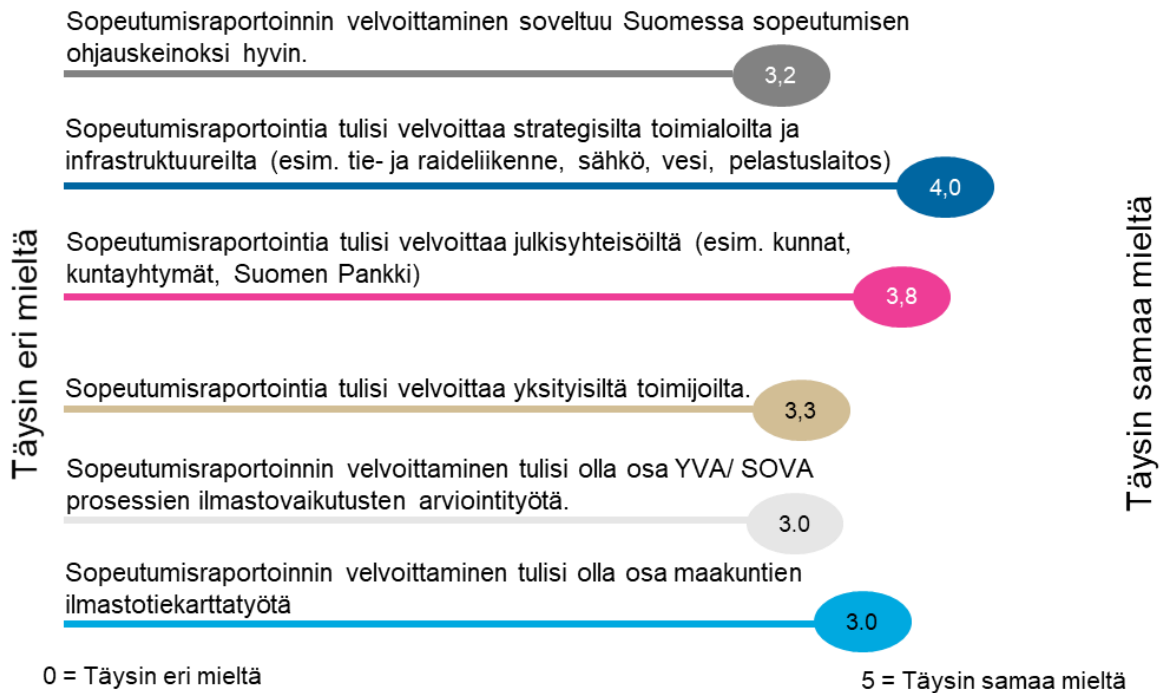 Sopeutumisraportoinnin velvoittaminen soveltuu Suomessa sopeutumisen
ohjauskeinoksi hyvin.
3,2
Sopeutumisraportointia tulisi velvoittaa strategisilta toimialoilta ja
infrastruktuureilta (esim. tie- ja raideliikenne, sähkö, vesi, pelastuslaitos)
4,0
Täysin eri mieltä
Sopeutumisraportointia tulisi velvoittaa julkisyhteisöiltä (esim. kunnat,
kuntayhtymät, Suomen Pankki)
3,8
Täysin samaa mieltä
Sopeutumisraportointia tulisi velvoittaa yksityisiltä toimijoilta.
3,3
Sopeutumisraportoinnin velvoittaminen tulisi olla osa YVA/ SOVA
prosessien ilmastovaikutusten arviointityötä.
3.0
Sopeutumisraportoinnin velvoittaminen tulisi olla osa maakuntien
ilmastotiekarttatyötä
3.0
0 = Täysin eri mieltä
5 = Täysin samaa mieltä